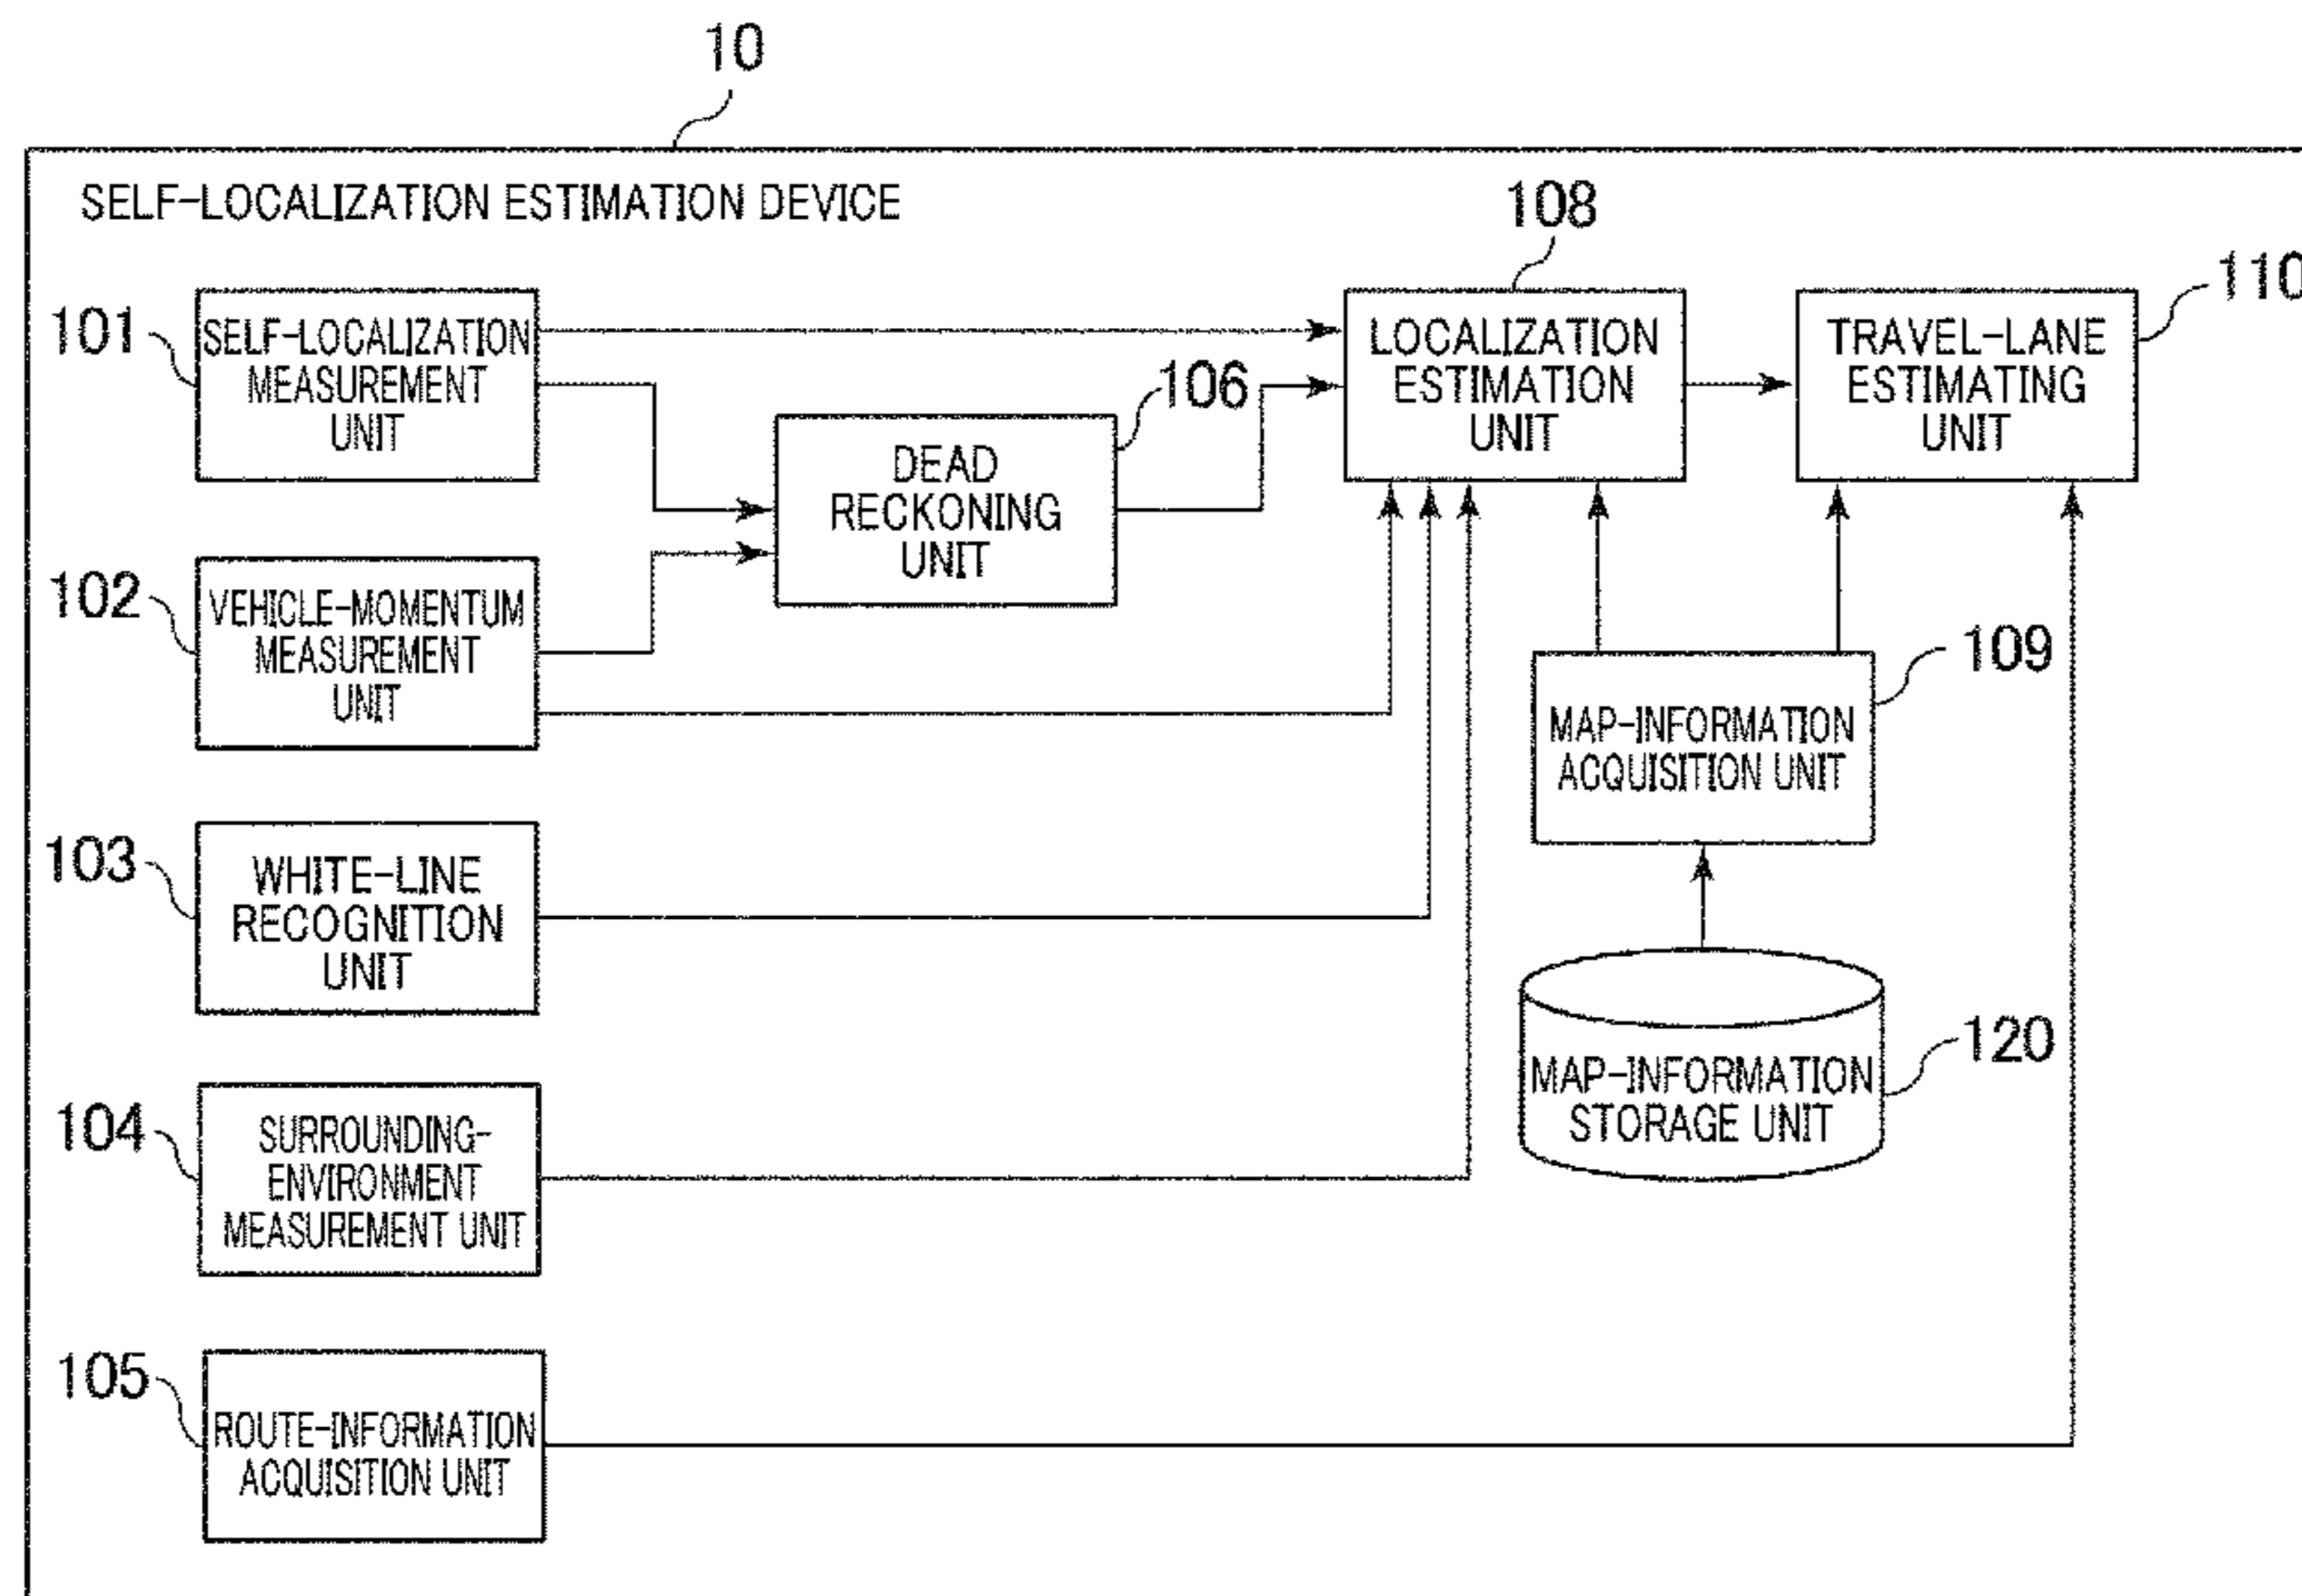 10
SELF-LOCALIZATION ESTIMATION DEVICE
108
110
101
SELF-LOCALIZATION
MEASUREMENT
UNIT
106
LOCALIZATION
ESTIMATION
UNIT
TRAVEL-LANE
ESTIMATING
UNIT
DEAD
RECKONING
UNIT
102
VEHICLE-MOMENTUM
MEASUREMENT
UNIT
109
MAP-INFORMATION
ACQUISITION UNIT
103
WHITE-LINE
RECOGNITION
UNIT
120
MAP-INFORMATION
STORAGE UNIT
104
SURROUNDING-
ENVIRONMENT
MEASUREMENT UNIT
105
ROUTE-INFORMATION
ACQUISITION UNIT